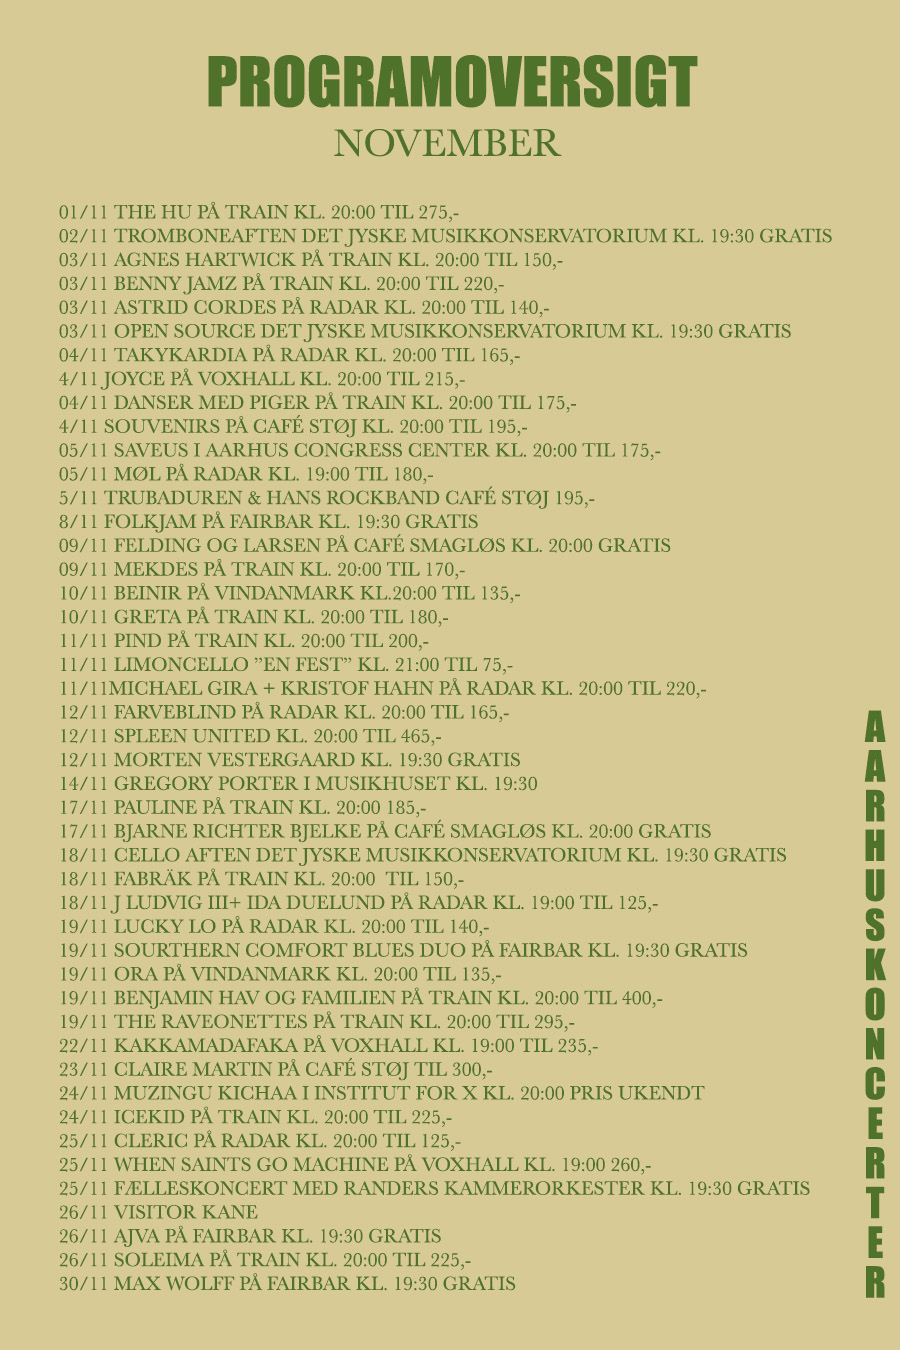 PROGRAMOVERSIGT
NOVEMBER
01/11 THE HU PÅ TRAIN KL. 20:00 TIL 275,-
02/11 TROMBONEAFTEN DET JYSKE MUSIKKONSERVATORIUM KL. 19:30 GRATIS
03/11 AGNES HARTWICK PÅ TRAIN KL. 20:00 TIL 150,-
03/11 BENNY JAMZ PÅ TRAIN KL. 20:00 TIL 220,-
03/11 ASTRID CORDES PÅ RADAR KL. 20:00 TIL 140,-
03/11 OPEN SOURCE DET JYSKE MUSIKKONSERVATORIUM KL. 19:30 GRATIS
04/11 TAKYKARDIA PÅ RADAR KL. 20:00 TIL 165,-
4/11 JOYCE PÅ VOXHALL KL. 20:00 TIL 215,-
04/11 DANSER MED PIGER PÅ TRAIN KL. 20:00 TIL 175,-
4/11 SOUVENIRS PÅ CAFÉ STØJ KL. 20:00 TIL 195,-
05/11 SAVEUS I AARHUS CONGRESS CENTER KL. 20:00 TIL 175,-
05/11 MØL PÅ RADAR KL. 19:00 TIL 180,-
5/11 TRUBADUREN & HANS ROCKBAND CAFÉ STØJ 195,-
8/11 FOLKJAM PÅ FAIRBAR KL. 19:30 GRATIS
09/11 FELDING OG LARSEN PÅ CAFÉ SMAGLØS KL. 20:00 GRATIS
09/11 MEKDES PÅ TRAIN KL. 20:00 TIL 170,-
10/11 BEINIR PÅ VINDANMARK KL.20:00 TIL 135,-
10/11 GRETA PÅ TRAIN KL. 20:00 TIL 180,-
11/11 PIND PÅ TRAIN KL. 20:00 TIL 200,-
11/11 LIMONCELLO ”EN FEST” KL. 21:00 TIL 75,-
11/11MICHAEL GIRA + KRISTOF HAHN PÅ RADAR KL. 20:00 TIL 220,-
12/11 FARVEBLIND PÅ RADAR KL. 20:00 TIL 165,-
12/11 SPLEEN UNITED KL. 20:00 TIL 465,-
12/11 MORTEN VESTERGAARD KL. 19:30 GRATIS
14/11 GREGORY PORTER I MUSIKHUSET KL. 19:30
17/11 PAULINE PÅ TRAIN KL. 20:00 185,-
17/11 BJARNE RICHTER BJELKE PÅ CAFÉ SMAGLØS KL. 20:00 GRATIS
18/11 CELLO AFTEN DET JYSKE MUSIKKONSERVATORIUM KL. 19:30 GRATIS
18/11 FABRÄK PÅ TRAIN KL. 20:00 TIL 150,-
18/11 J LUDVIG III+ IDA DUELUND PÅ RADAR KL. 19:00 TIL 125,-
19/11 LUCKY LO PÅ RADAR KL. 20:00 TIL 140,-
19/11 SOURTHERN COMFORT BLUES DUO PÅ FAIRBAR KL. 19:30 GRATIS
19/11 ORA PÅ VINDANMARK KL. 20:00 TIL 135,-
19/11 BENJAMIN HAV OG FAMILIEN PÅ TRAIN KL. 20:00 TIL 400,-
19/11 THE RAVEONETTES PÅ TRAIN KL. 20:00 TIL 295,-
22/11 KAKKAMADAFAKA PÅ VOXHALL KL. 19:00 TIL 235,-
23/11 CLAIRE MARTIN PÅ CAFÉ STØJ TIL 300,-
24/11 MUZINGU KICHAA I INSTITUT FOR X KL. 20:00 PRIS UKENDT
24/11 ICEKID PÅ TRAIN KL. 20:00 TIL 225,-
25/11 CLERIC PÅ RADAR KL. 20:00 TIL 125,-
25/11 WHEN SAINTS GO MACHINE PÅ VOXHALL KL. 19:00 260,-
25/11 FÆLLESKONCERT MED RANDERS KAMMERORKESTER KL. 19:30 GRATIS
26/11 VISITOR KANE
26/11 AJVA PÅ FAIRBAR KL. 19:30 GRATIS
26/11 SOLEIMA PÅ TRAIN KL. 20:00 TIL 225,-
30/11 MAX WOLFF PÅ FAIRBAR KL. 19:30 GRATIS
AARHUSKONCERTER